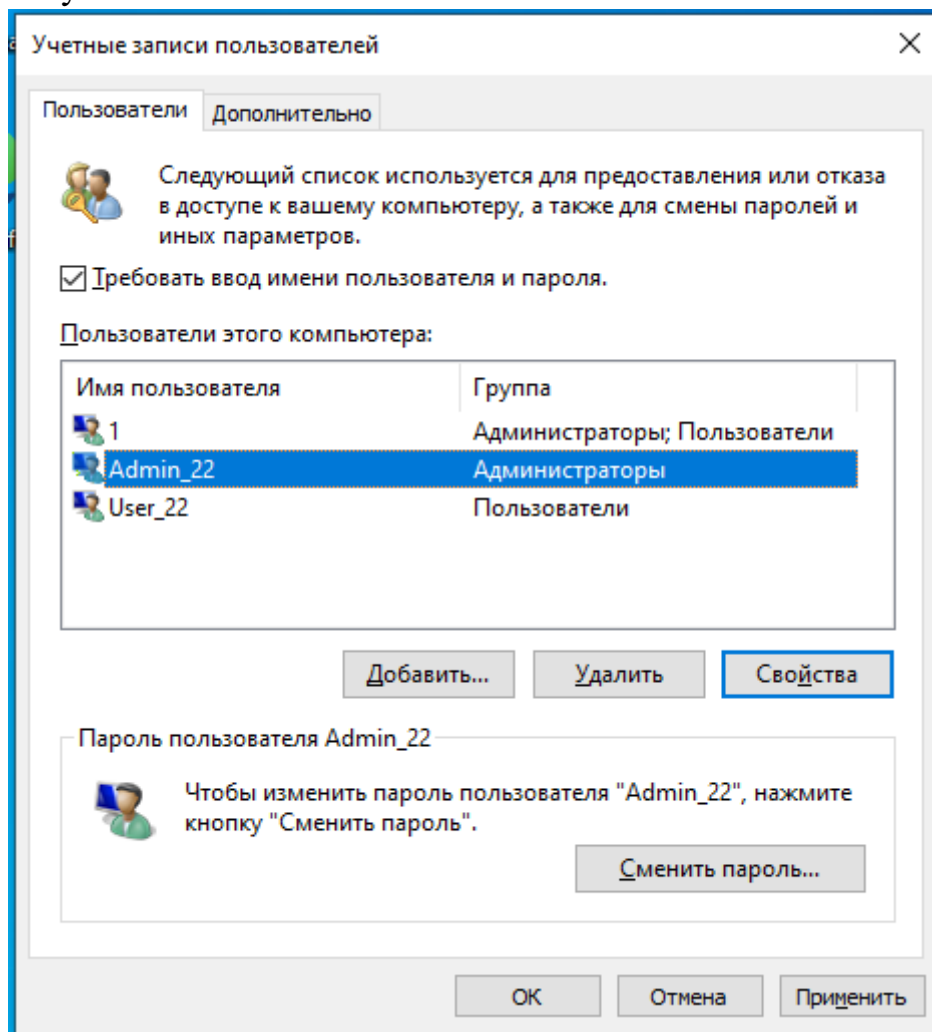 Учетные записи пользователей
Пользователи Дополнительно
Следующий список используется для предоставления или отказа
в доступе к вашему компьютеру, а также для смены паролей и
иных параметров.
Требовать ввод имени пользователя и пароля.
Пользователи этого компьютера:
Имя пользователя Группа
1 Администраторы; Пользователи
Admin_22 Администраторы
User_22 Пользователи
Добавить... Удалить Свойства
Пароль пользователя Admin_22
Чтобы изменить пароль пользователя "Admin_22", нажмите
кнопку "Сменить пароль".
Сменить пароль...
ОК Отмена Применить